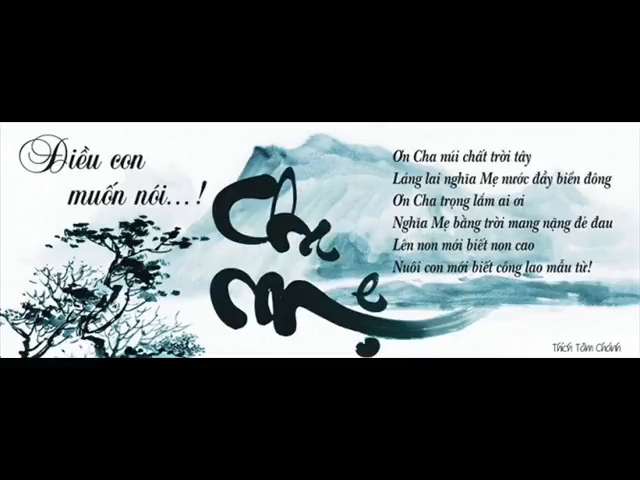 Điều con
muốn nói...!
Cha
Mẹ
Ơn Cha núi chất trời tây
Láng lai nghĩa Mẹ nước đầy biển đông
Ơn Cha trọng lắm ai ơi
Nghĩa Mẹ bằng trời mang nặng đẻ đau
Lên non mới biết non cao
Nuôi con mới biết công lao mẫu từ!
Thích Tâm Chánh